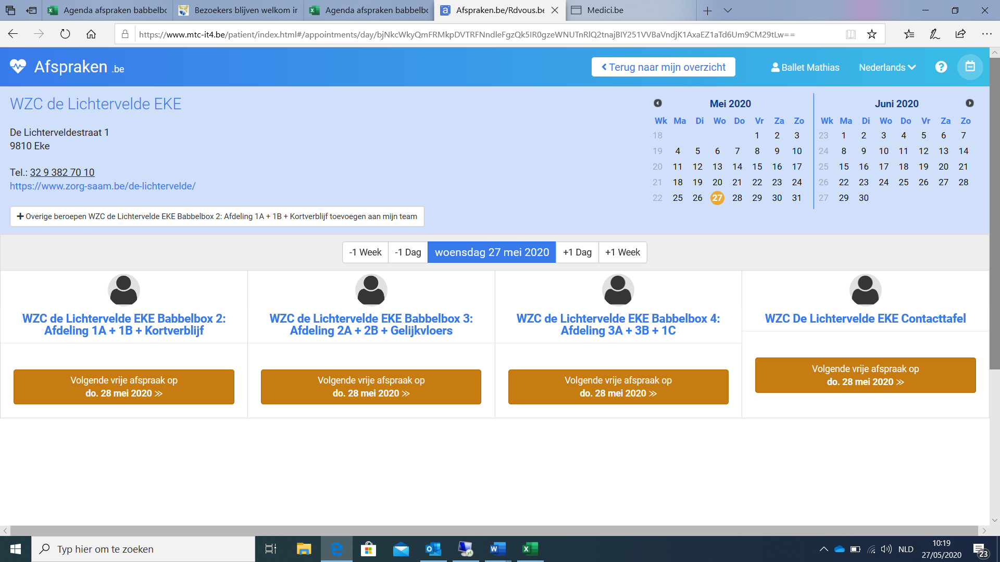 Agenda afspraken babbelbo
Bezoekers blijven welkom in
Agenda afspraken babbelbo
Afspraken.be/Rdvous.be
Medici.be
https://www.mtc-it4.be/patient/index.html#/appointments/day/bjNkcWkyQmFRMkpDVTRFNndleFgzQk5IR0gzeWNUTnRlQ2tnajBIY251VVBaVndjK1AxaEZ1aTd6Um9CM29tLw==
Afspraken .be
Terug naar mijn overzicht
Ballet Mathias
Nederlands
WZC de Lichtervelde EKE
De Lichterveldestraat 1
9810 Eke
Tel.: 32 9 382 70 10
https://www.zorg-saam.be/de-lichtervelde/
Overige beroepen WZC de Lichtervelde EKE Babbelbox 2: Afdeling 1A + 1B + Kortverblijf toevoegen aan mijn team
Mei 2020
Wk Ma Di Wo Do Vr Za Zo
18 1 2 3
19 4 5 6 7 8 9 10
20 11 12 13 14 15 16 17
21 18 19 20 21 22 23 24
22 25 26 27 28 29 30 31
Juni 2020
Wk Ma Di Wo Do Vr Za Zo
23 1 2 3 4 5 6 7
24 8 9 10 11 12 13 14
25 15 16 17 18 19 20 21
26 22 23 24 25 26 27 28
27 29 30
-1 Week
-1 Dag
woensdag 27 mei 2020
+1 Dag
+1 Week
WZC de Lichtervelde EKE Babbelbox 2:
Afdeling 1A + 1B + Kortverblijf
Volgende vrije afspraak op
do. 28 mei 2020 >>
WZC de Lichtervelde EKE Babbelbox 3:
Afdeling 2A + 2B + Gelijkvloers
Volgende vrije afspraak op
do. 28 mei 2020 >>
WZC de Lichtervelde EKE Babbelbox 4:
Afdeling 3A + 3B + 1C
Volgende vrije afspraak op
do. 28 mei 2020 >>
WZC De Lichtervelde EKE Contacttafel
Volgende vrije afspraak op
do. 28 mei 2020 >>
Typ hier om te zoeken
NLD
10:19
27/05/2020
23